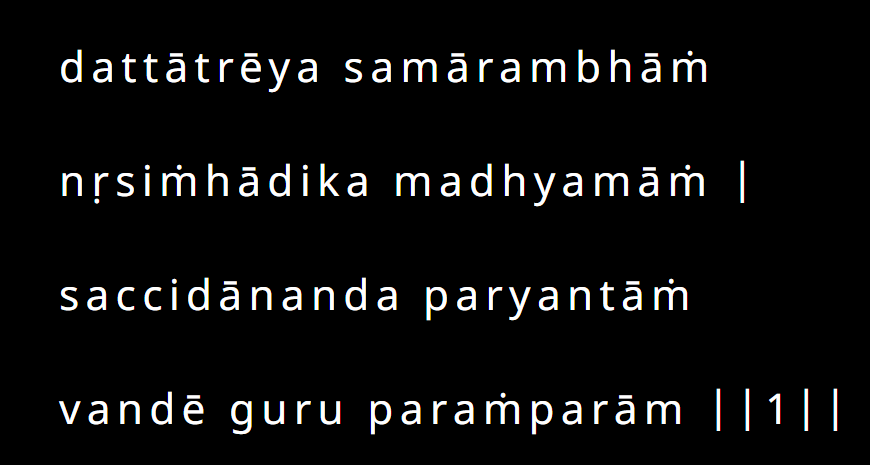 dattātrēya samārambhāṁ
nṛsiṁhādika madhyamāṁ |
saccidānanda paryantāṁ
vandē guru paraṁparām ||1||